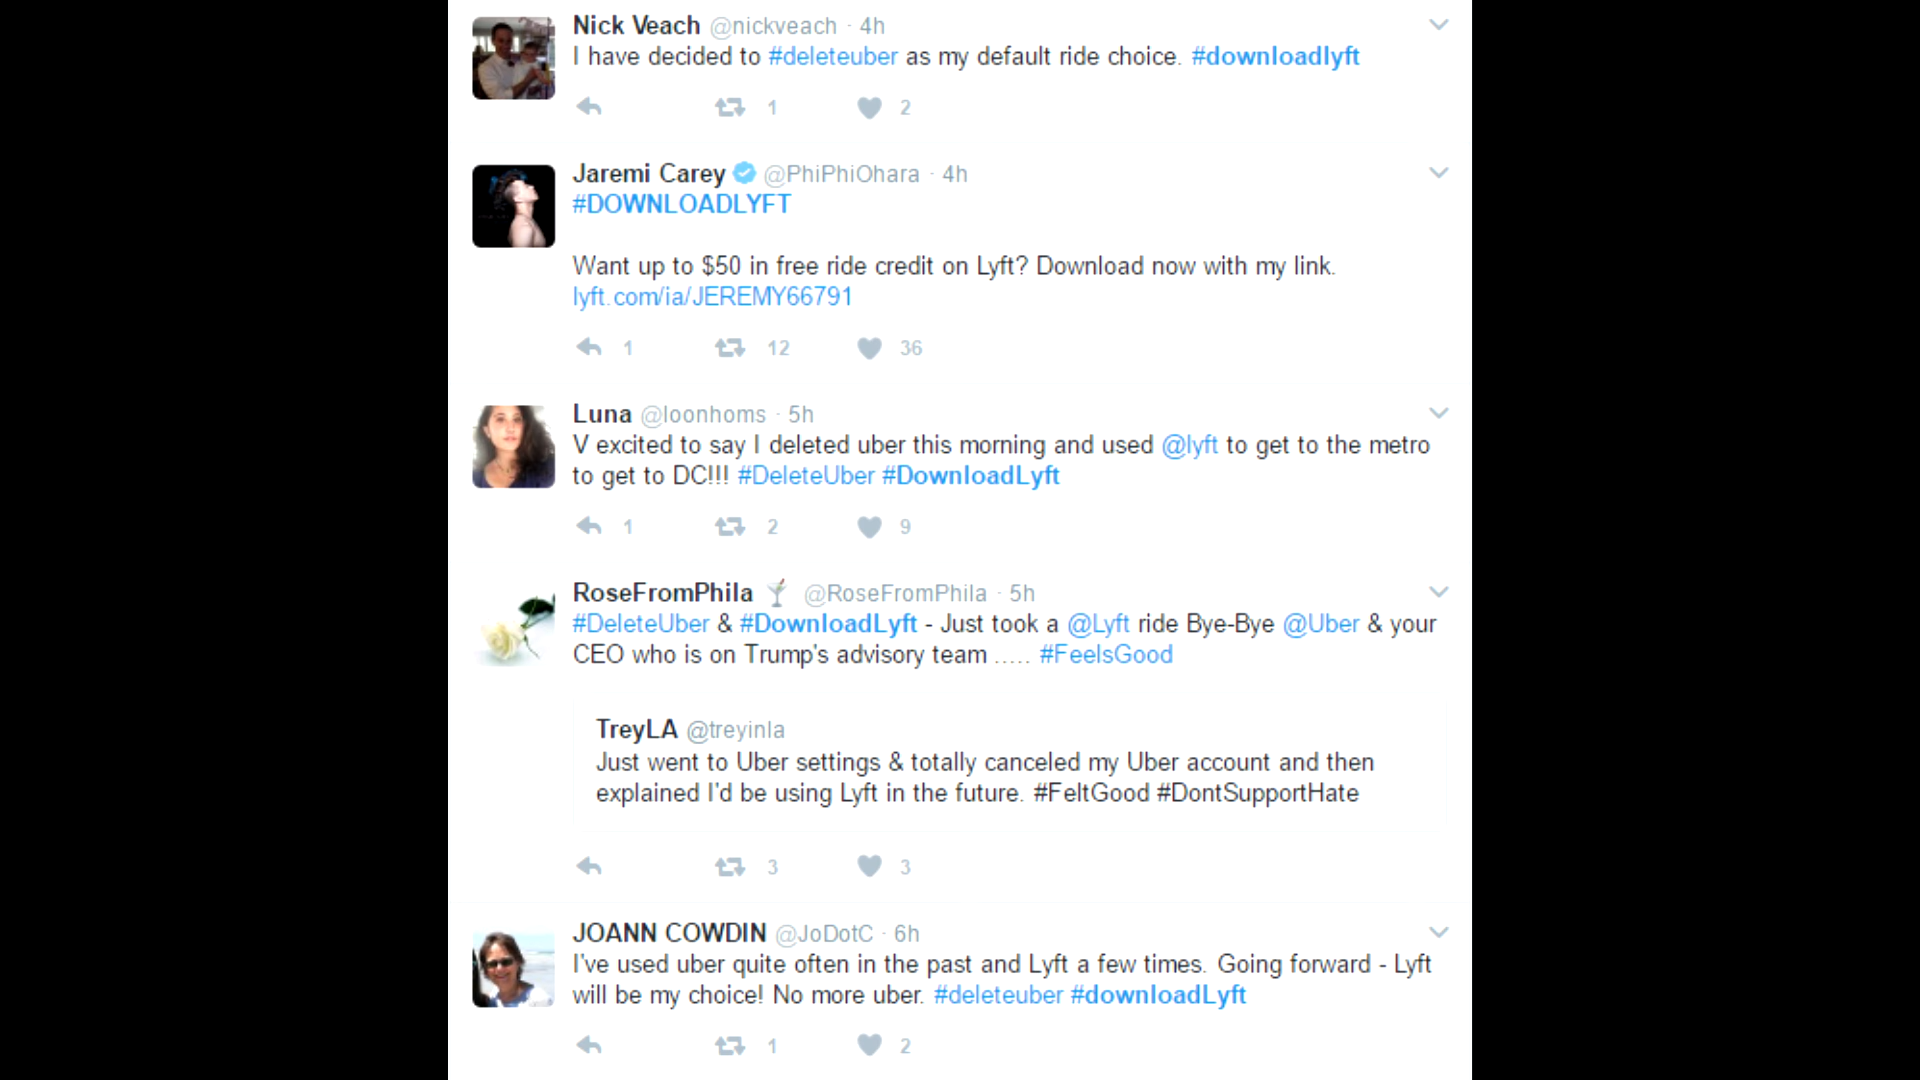 Nick Veach @nickveach · 4h
I have decided to #deleteuber as my default ride choice. #downloadlyft
1 2
Jaremi Carey @PhiPhiOhara · 4h
#DOWNLOADLYFT
Want up to $50 in free ride credit on Lyft? Download now with my link.
lyft.com/ia/JEREMY66791
1 12 36
Luna @loonhoms · 5h
V excited to say I deleted uber this morning and used @lyft to get to the metro
to get to DC!!! #DeleteUber #DownloadLyft
1 2 9
RoseFromPhila @RoseFromPhila · 5h
#DeleteUber & #DownloadLyft - Just took a @Lyft ride Bye-Bye @Uber & your
CEO who is on Trump's advisory team ..... #FeelsGood
TreyLA @treyinla
Just went to Uber settings & totally canceled my Uber account and then
explained I'd be using Lyft in the future. #FeltGood #DontSupportHate
3 3
JOANN COWDIN @JoDotC · 6h
I've used uber quite often in the past and Lyft a few times. Going forward - Lyft
will be my choice! No more uber. #deleteuber #downloadLyft
1 2